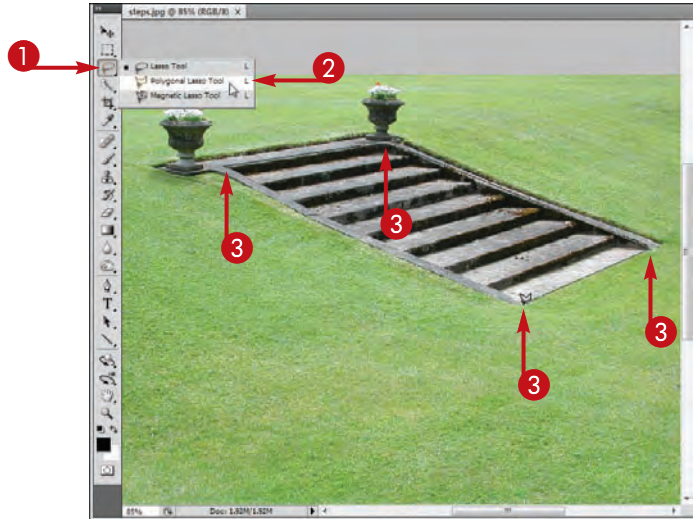 steps.jpg @ 85% (RGB/8) ×
1
Lasso Tool L
2
Polygonal Lasso Tool L
Magnetic Lasso Tool L
3
3
3
3
T
85% Doc: 1.92M/1.92M